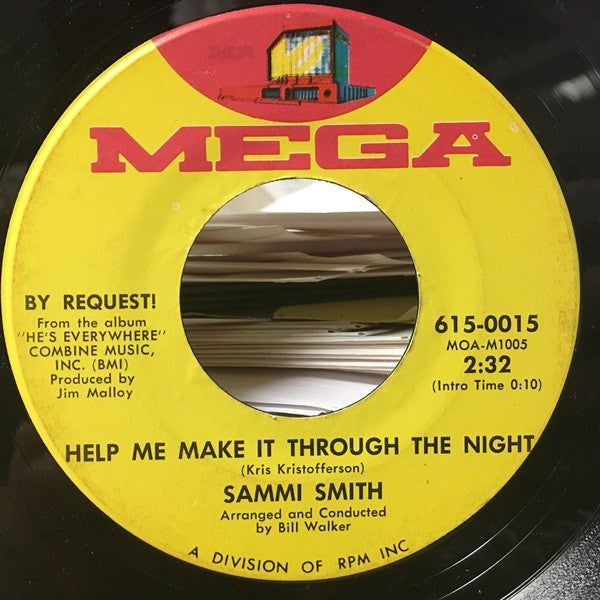 MEGA
BY REQUEST!
From the album
"HE'S EVERYWHERE"
COMBINE MUSIC,
INC. (BMI)
Produced by
Jim Malloy
615-0015
MOA-M1005
2:32
(Intro Time 0:10)
HELP ME MAKE IT THROUGH THE NIGHT
(Kris Kristofferson)
SAMMI SMITH
Arranged and Conducted
by Bill Walker
A DIVISION OF RPM INC